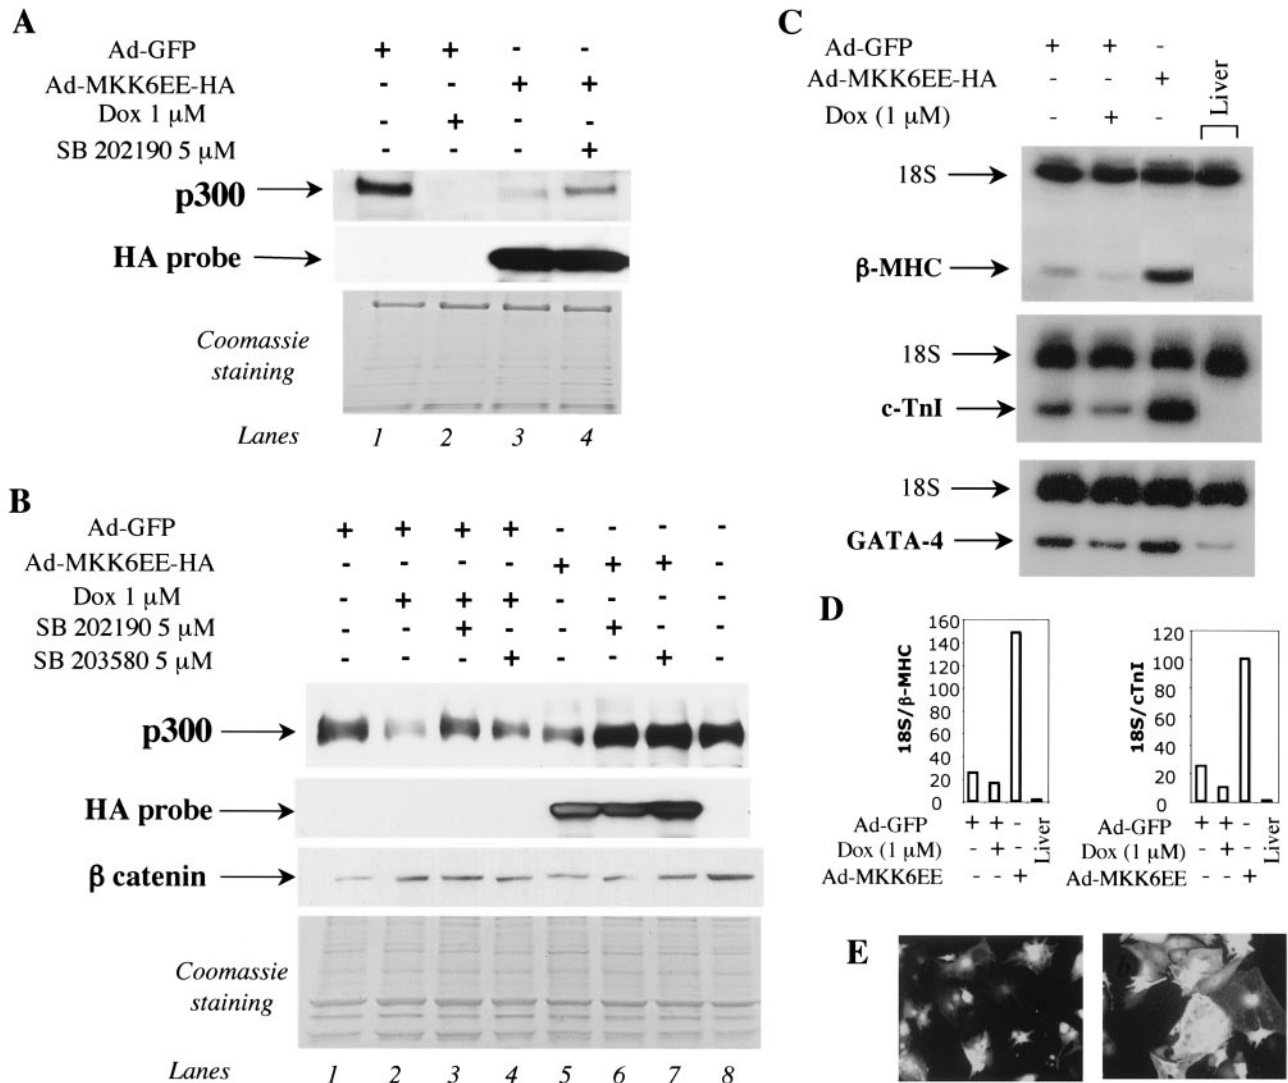 A
Ad-GFP + + - -
Ad-MKK6EE-HA - - + +
Dox 1 μM - + - -
SB 202190 5 μM - - - +
p300
HA probe
Coomassie
staining
Lanes 1 2 3 4
B
Ad-GFP + + + + - - - -
Ad-MKK6EE-HA - - - - + + + -
Dox 1 μM - + + + - - - -
SB 202190 5 μM - - + - - + - -
SB 203580 5 μM - - - + - - + -
p300
HA probe
β catenin
Coomassie
staining
Lanes 1 2 3 4 5 6 7 8
C
Ad-GFP + + -
Ad-MKK6EE-HA - - +
Dox (1 μM) - + -
Liver
18S
β-MHC
18S
c-TnI
18S
GATA-4
D
18S/β-MHC
160
140
120
100
80
60
40
20
0
Ad-GFP + + -
Dox (1 μM) - + -
Ad-MKK6EE - - +
Liver
18S/cTnI
120
100
80
60
40
20
0
Ad-GFP + + -
Dox (1 μM) - + -
Ad-MKK6EE - - +
Liver
E